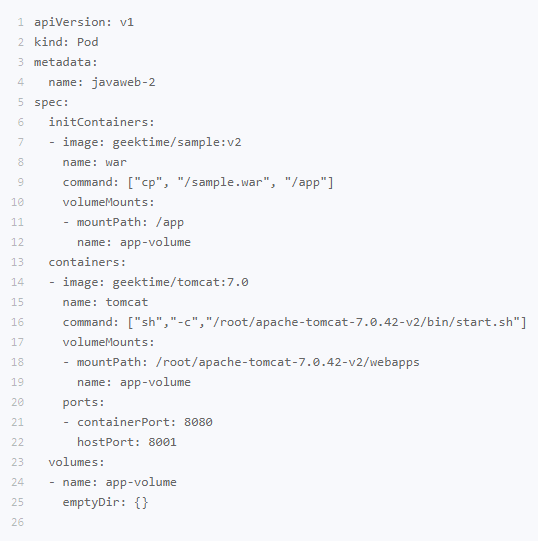 1 apiVersion: v1
2 kind: Pod
3 metadata:
4   name: javaweb-2
5 spec:
6   initContainers:
7   - image: geektime/sample:v2
8     name: war
9     command: ["cp", "/sample.war", "/app"]
10     volumeMounts:
11     - mountPath: /app
12       name: app-volume
13   containers:
14   - image: geektime/tomcat:7.0
15     name: tomcat
16     command: ["sh","-c","/root/apache-tomcat-7.0.42-v2/bin/start.sh"]
17     volumeMounts:
18     - mountPath: /root/apache-tomcat-7.0.42-v2/webapps
19       name: app-volume
20     ports:
21     - containerPort: 8080
22       hostPort: 8001
23   volumes:
24   - name: app-volume
25     emptyDir: {}
26